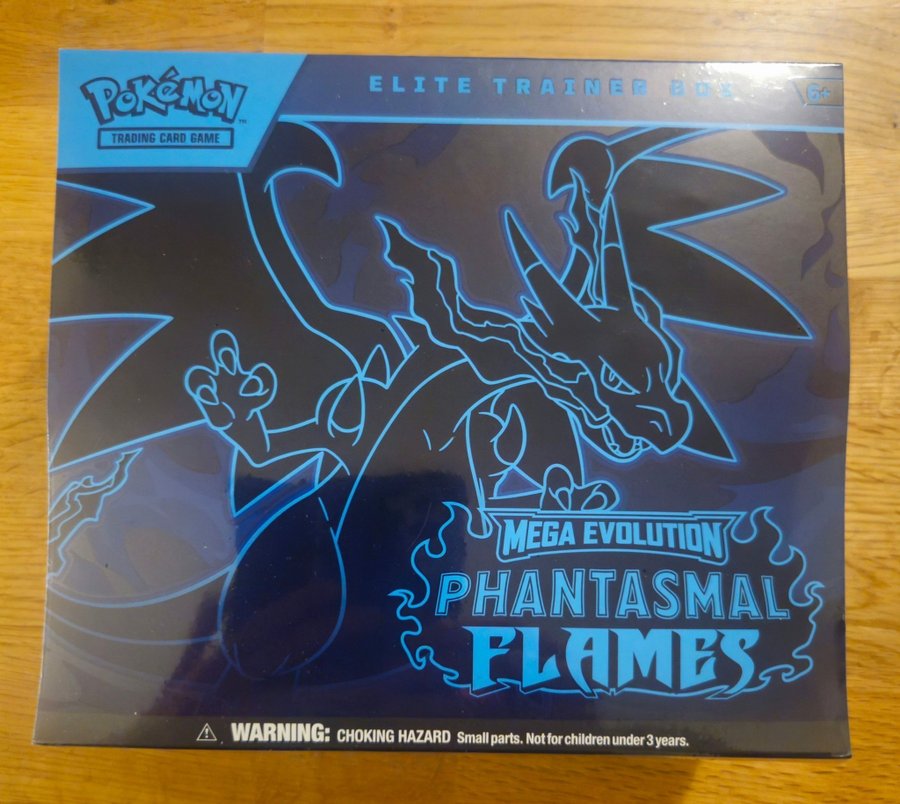 POKéMON™
TRADING CARD GAME
ELITE TRAINER BOX
6+
MEGA EVOLUTION
PHANTASMAL
FLAMES
WARNING: CHOKING HAZARD Small parts. Not for children under 3 years.